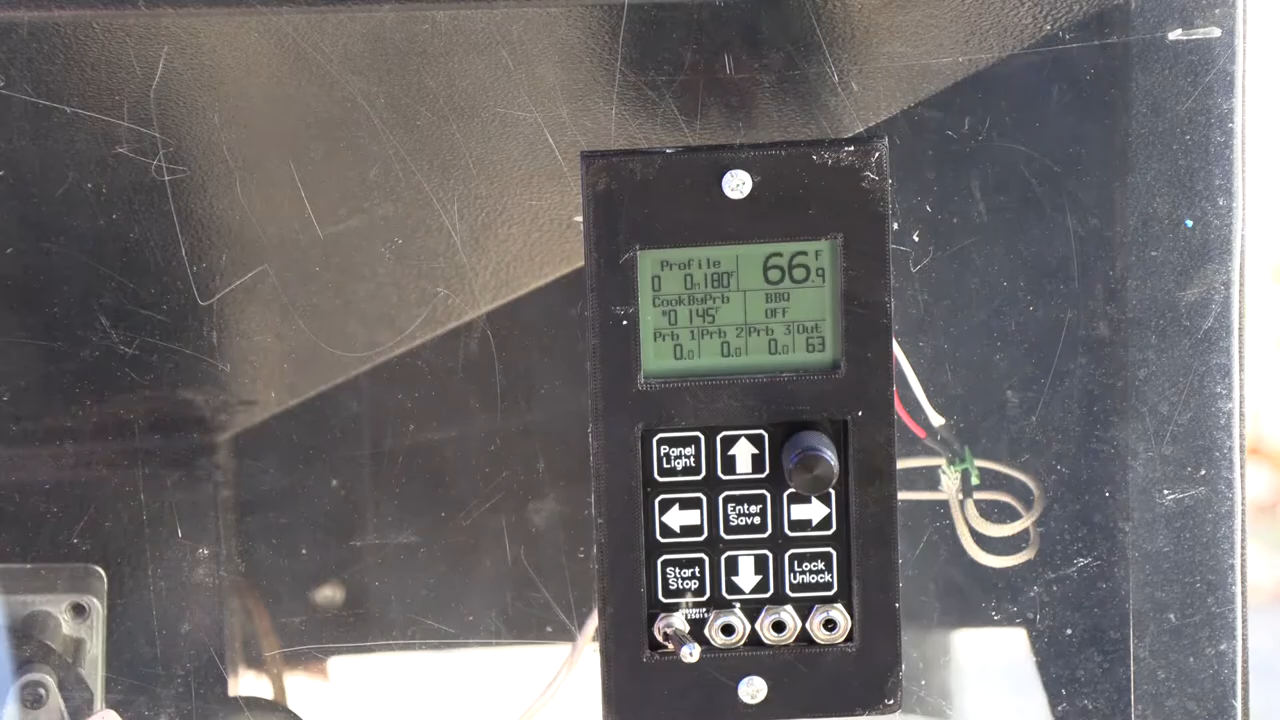 Profile
0 0m180F
66.9 F
CookByPrb
*0 145F
BBQ
OFF
Prb 1 Prb 2 Prb 3 Out
0.0 0.0 0.0 63
Panel
Light
Enter
Save
Start
Stop
Lock
Unlock